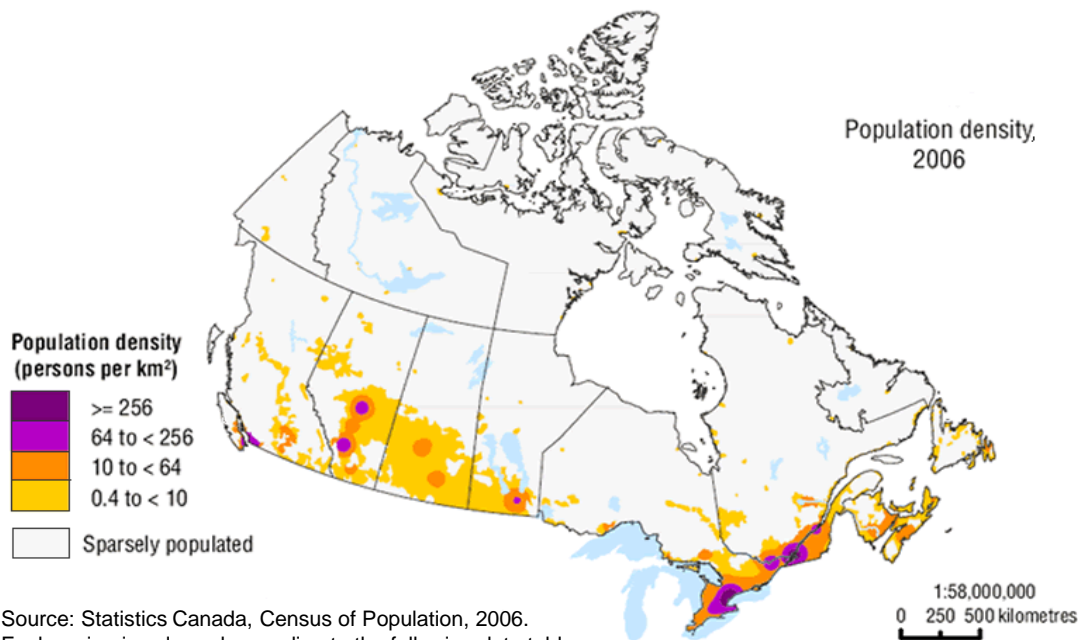 Population density,
2006
Population density
(persons per km²)
>= 256
64 to < 256
10 to < 64
0.4 to < 10
Sparsely populated
1:58,000,000
0 250 500 kilometres
Source: Statistics Canada, Census of Population, 2006.